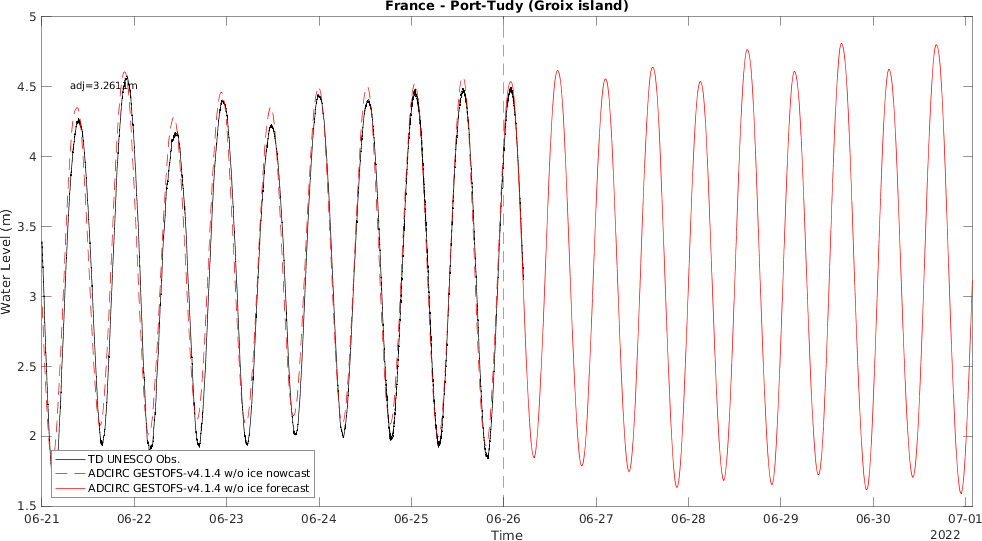 France - Port-Tudy (Groix island)
5
4.5
4
3.5
3
2.5
2
1.5
Water Level (m)
TD UNESCO Obs.
ADCIRC GESTOFS-v4.1.4 w/o ice nowcast
ADCIRC GESTOFS-v4.1.4 w/o ice forecast
06-21 06-22 06-23 06-24 06-25 06-26 06-27 06-28 06-29 06-30 07-01
Time
2022